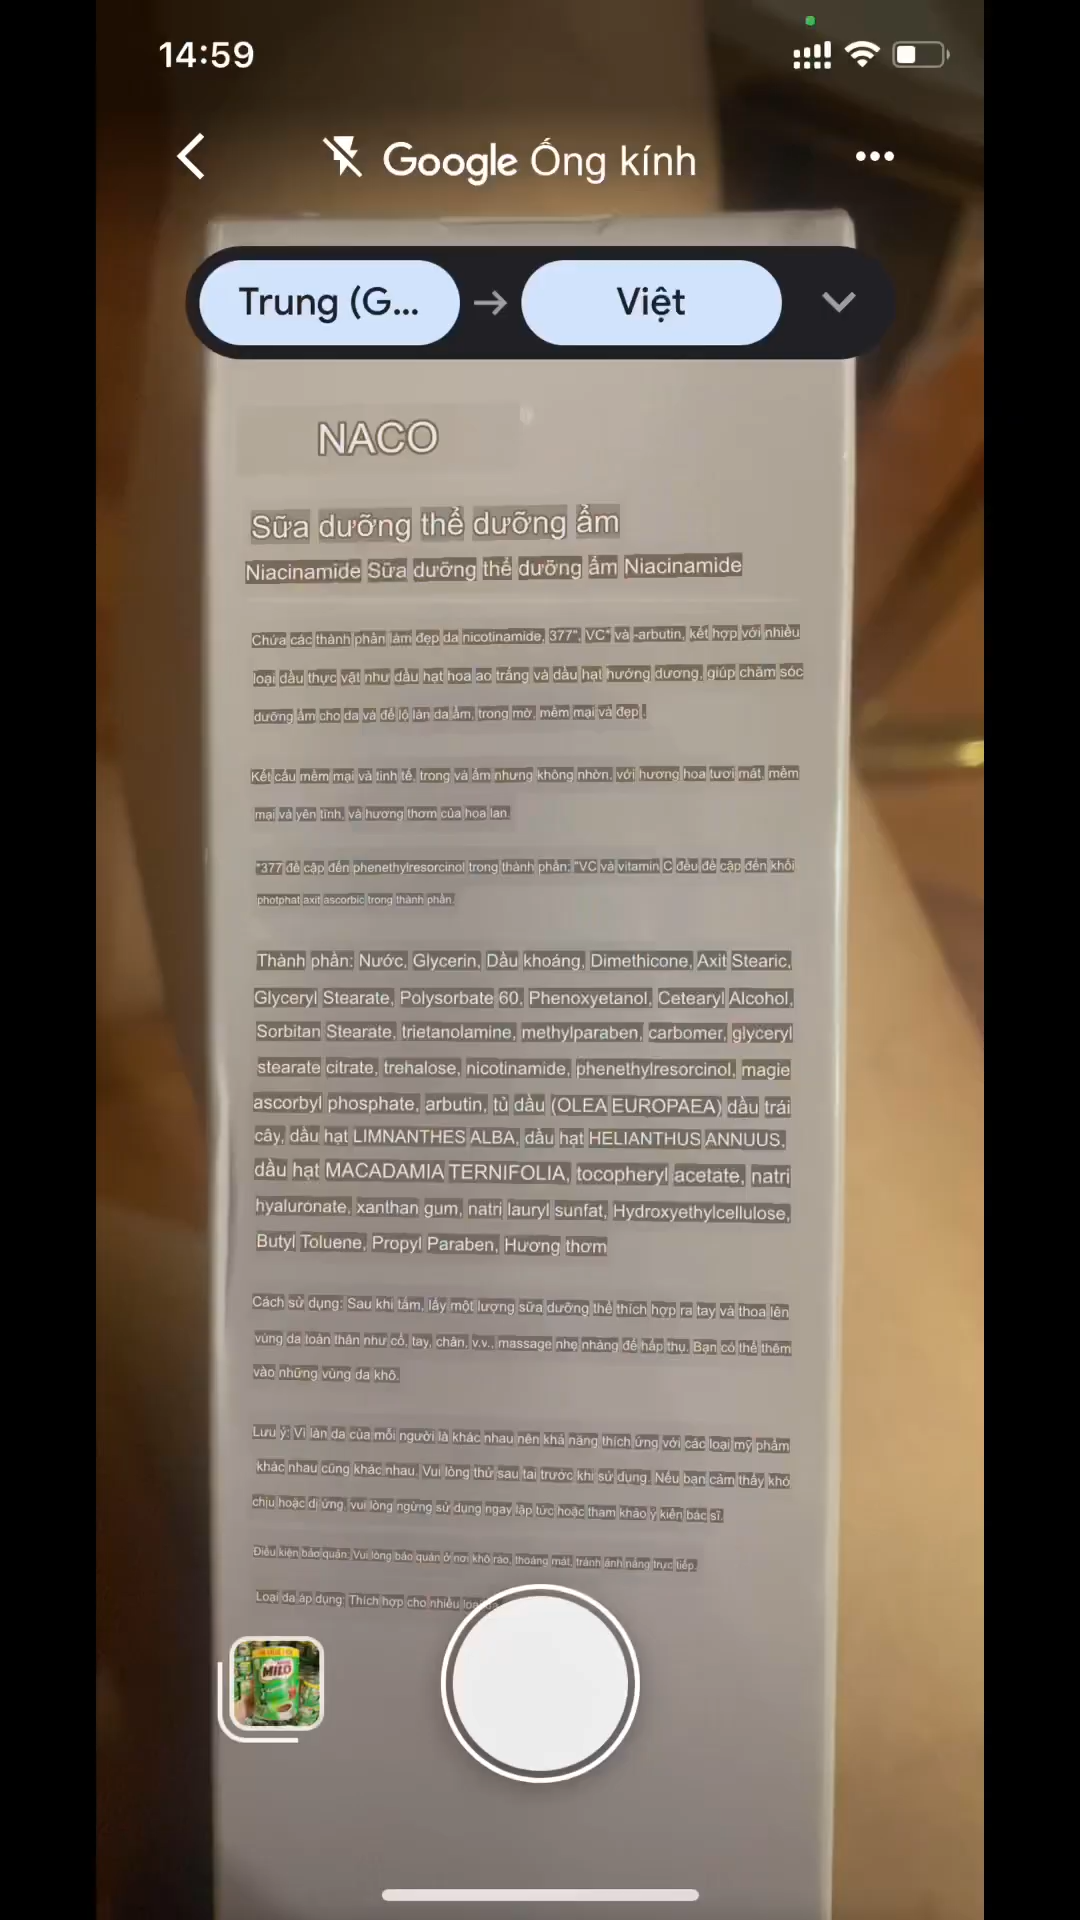 14:59
Google Ống kính
Trung (G... → Việt
NACO
Sữa dưỡng thể dưỡng ẩm
Niacinamide Sữa dưỡng thể dưỡng ẩm Niacinamide
Chứa các thành phần làm đẹp da nicotinamide, 377*, VC* và -arbutin, kết hợp với nhiều
loại dầu thực vật như dầu hạt hoa ao trắng và dầu hạt hướng dương, giúp chăm sóc
dưỡng ẩm cho da và để lộ làn da ẩm, trong mờ, mềm mại và đẹp .
Kết cấu mềm mại và tinh tế, trong và ẩm nhưng không nhờn, với hương hoa tươi mát, mềm
mại và yên tĩnh, và hương thơm của hoa lan.
*377 đề cập đến phenethylresorcinol trong thành phần; *VC và vitamin C đều đề cập đến khối
photphat axit ascorbic trong thành phần.
Thành phần: Nước, Glycerin, Dầu khoáng, Dimethicone, Axit Stearic,
Glyceryl Stearate, Polysorbate 60, Phenoxyetanol, Cetearyl Alcohol,
Sorbitan Stearate, trietanolamine, methylparaben, carbomer, glyceryl
stearate citrate, trehalose, nicotinamide, phenethylresorcinol, magie
ascorbyl phosphate, arbutin, tủ dầu (OLEA EUROPAEA) dầu trái
cây, dầu hạt LIMNANTHES ALBA, dầu hạt HELIANTHUS ANNUUS,
dầu hạt MACADAMIA TERNIFOLIA, tocopheryl acetate, natri
hyaluronate, xanthan gum, natri lauryl sunfat, Hydroxyethylcellulose,
Butyl Toluene, Propyl Paraben, Hương thơm
Cách sử dụng: Sau khi tắm, lấy một lượng sữa dưỡng thể thích hợp ra tay và thoa lên
vùng da toàn thân như cổ, tay, chân, v.v., massage nhẹ nhàng để hấp thụ. Bạn có thể thêm
vào những vùng da khô.
Lưu ý: Vì làn da của mỗi người là khác nhau nên khả năng thích ứng với các loại mỹ phẩm
khác nhau cũng khác nhau. Vui lòng thử sau tai trước khi sử dụng. Nếu bạn cảm thấy khó
chịu hoặc dị ứng, vui lòng ngừng sử dụng ngay lập tức hoặc tham khảo ý kiến bác sĩ.
Điều kiện bảo quản: Vui lòng bảo quản ở nơi khô ráo, thoáng mát, tránh ánh nắng trực tiếp.
Loại da áp dụng: Thích hợp cho nhiều loại da
MILO